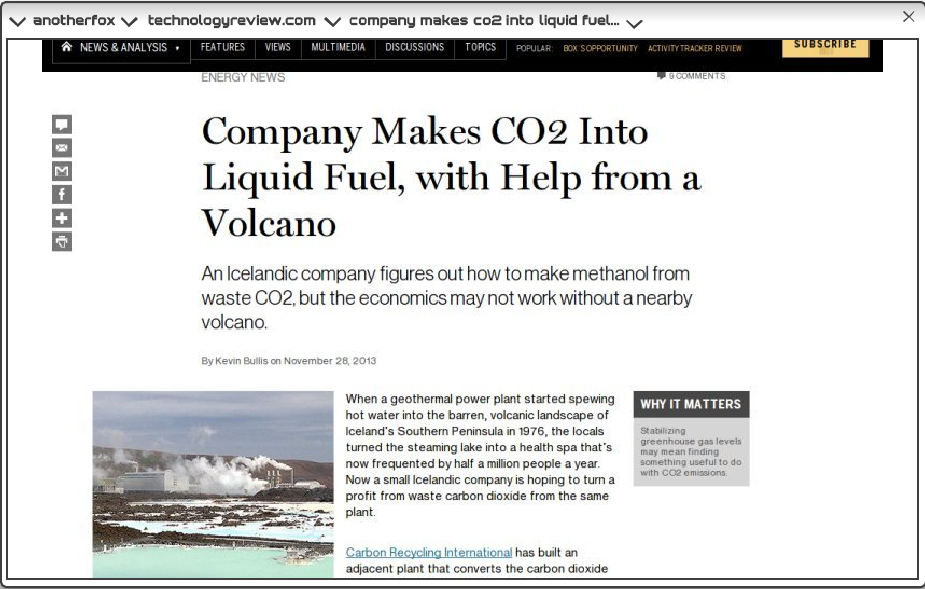 anotherfox technologyreview.com company makes co2 into liquid fuel...
NEWS & ANALYSIS FEATURES VIEWS MULTIMEDIA DISCUSSIONS TOPICS POPULAR: BOX'S OPPORTUNITY ACTIVITY TRACKER REVIEW SUBSCRIBE
ENERGY NEWS 9 COMMENTS
Company Makes CO2 Into
Liquid Fuel, with Help from a
Volcano
An Icelandic company figures out how to make methanol from
waste CO2, but the economics may not work without a nearby
volcano.
By Kevin Bullis on November 28, 2013
When a geothermal power plant started spewing
hot water into the barren, volcanic landscape of
Iceland's Southern Peninsula in 1976, the locals
turned the steaming lake into a health spa that's
now frequented by half a million people a year.
Now a small Icelandic company is hoping to turn a
profit from waste carbon dioxide from the same
plant.
Carbon Recycling International has built an
adjacent plant that converts the carbon dioxide
WHY IT MATTERS
Stabilizing
greenhouse gas levels
may mean finding
something useful to do
with CO2 emissions.